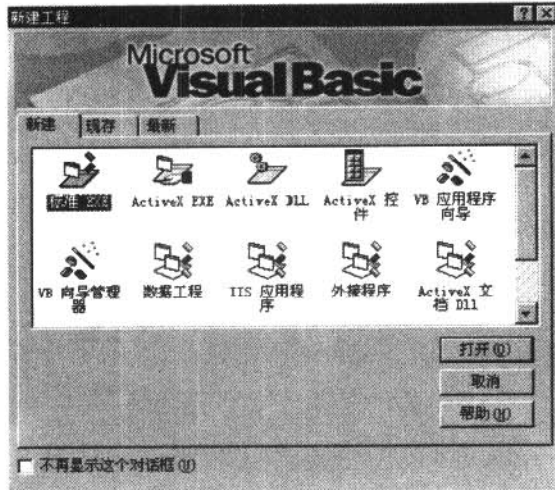 新建工程
Microsoft
Visual Basic
新建 现存 最新
标准 EXE ActiveX EXE ActiveX DLL ActiveX 控件 VB 应用程序向导
VB 向导管理器 数据工程 IIS 应用程序 外接程序 ActiveX 文档 Dll
打开(O)
取消
帮助(H)
不再显示这个对话框(D)